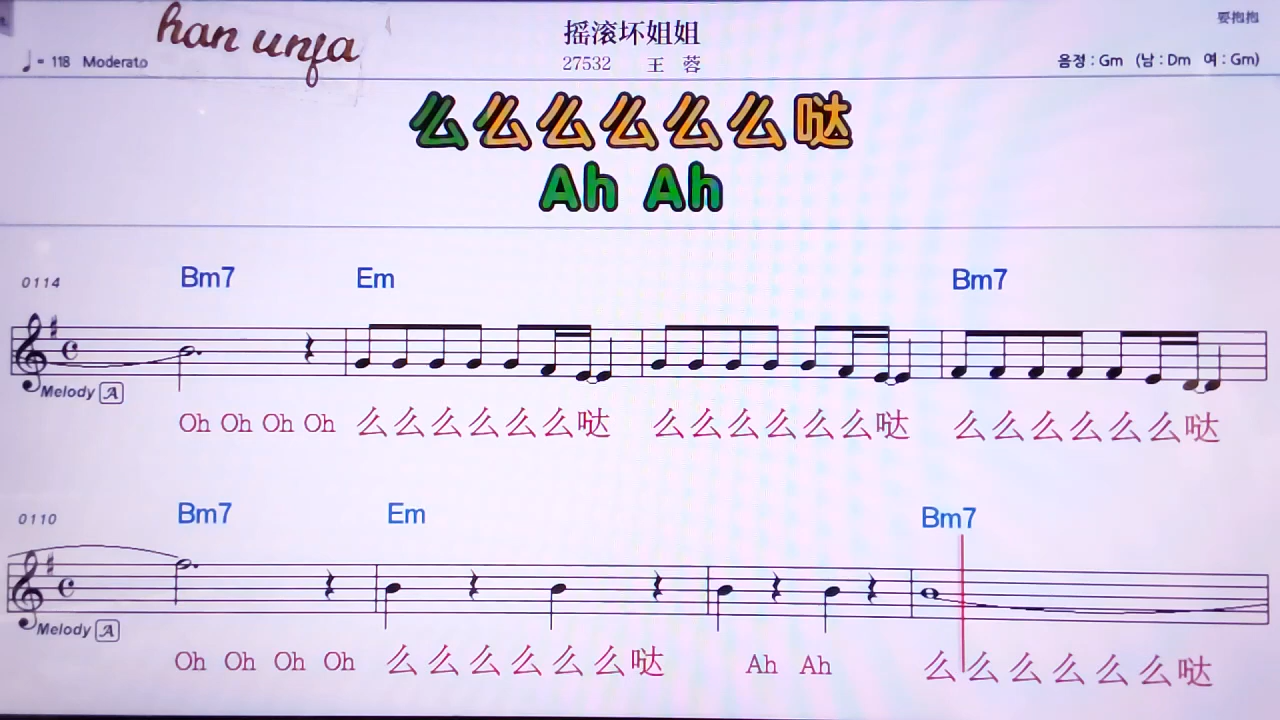 han unfa
摇滚坏姐姐
要抱抱
♩= 118 Moderato
27532 王 蓉
음정 : Gm (남 : Dm 여 : Gm)
么么么么么么哒
Ah Ah
0114 Bm7 Em Bm7
Melody A
Oh Oh Oh Oh 么么么么么么哒 么么么么么么哒 么么么么么么哒
0110 Bm7 Em Bm7
Melody A
Oh Oh Oh Oh 么么么么么么哒 Ah Ah 么么么么么么哒